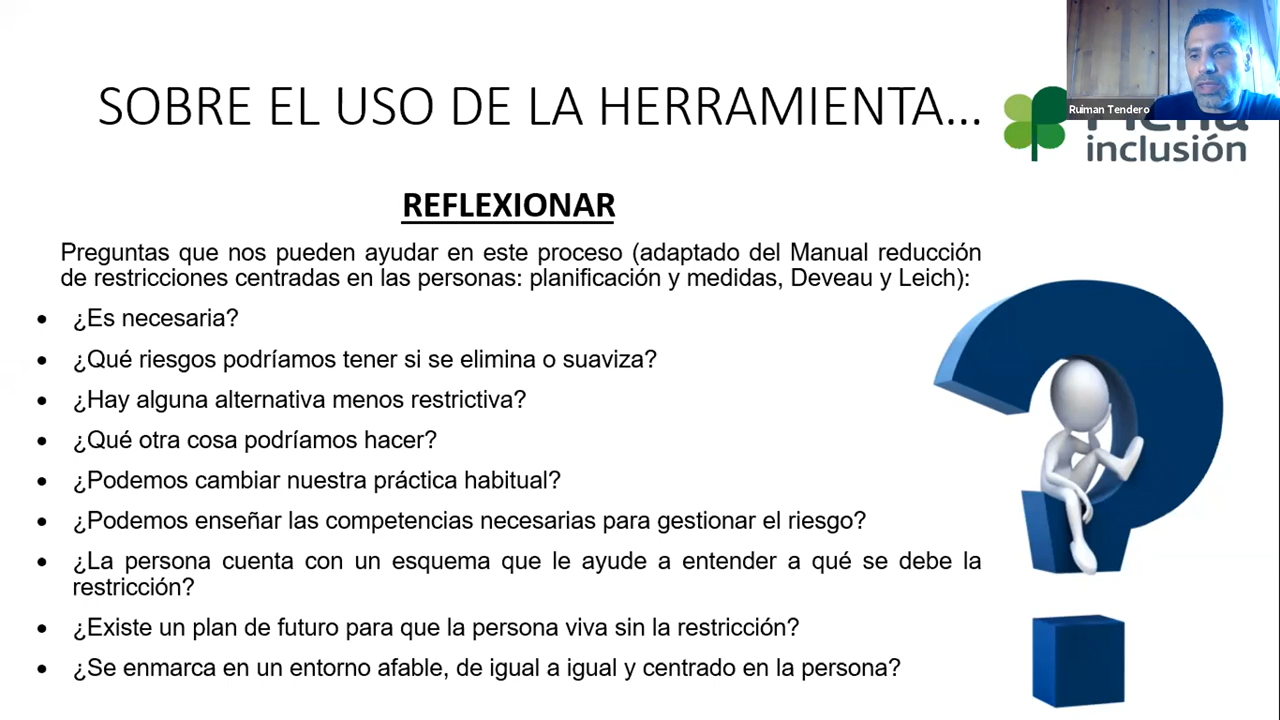 SOBRE EL USO DE LA HERRAMIENTA...
Ruiman Tendero
inclusión
REFLEXIONAR
Preguntas que nos pueden ayudar en este proceso (adaptado del Manual reducción
de restricciones centradas en las personas: planificación y medidas, Deveau y Leich):
• ¿Es necesaria?
• ¿Qué riesgos podríamos tener si se elimina o suaviza?
• ¿Hay alguna alternativa menos restrictiva?
• ¿Qué otra cosa podríamos hacer?
• ¿Podemos cambiar nuestra práctica habitual?
• ¿Podemos enseñar las competencias necesarias para gestionar el riesgo?
• ¿La persona cuenta con un esquema que le ayude a entender a qué se debe la
restricción?
• ¿Existe un plan de futuro para que la persona viva sin la restricción?
• ¿Se enmarca en un entorno afable, de igual a igual y centrado en la persona?